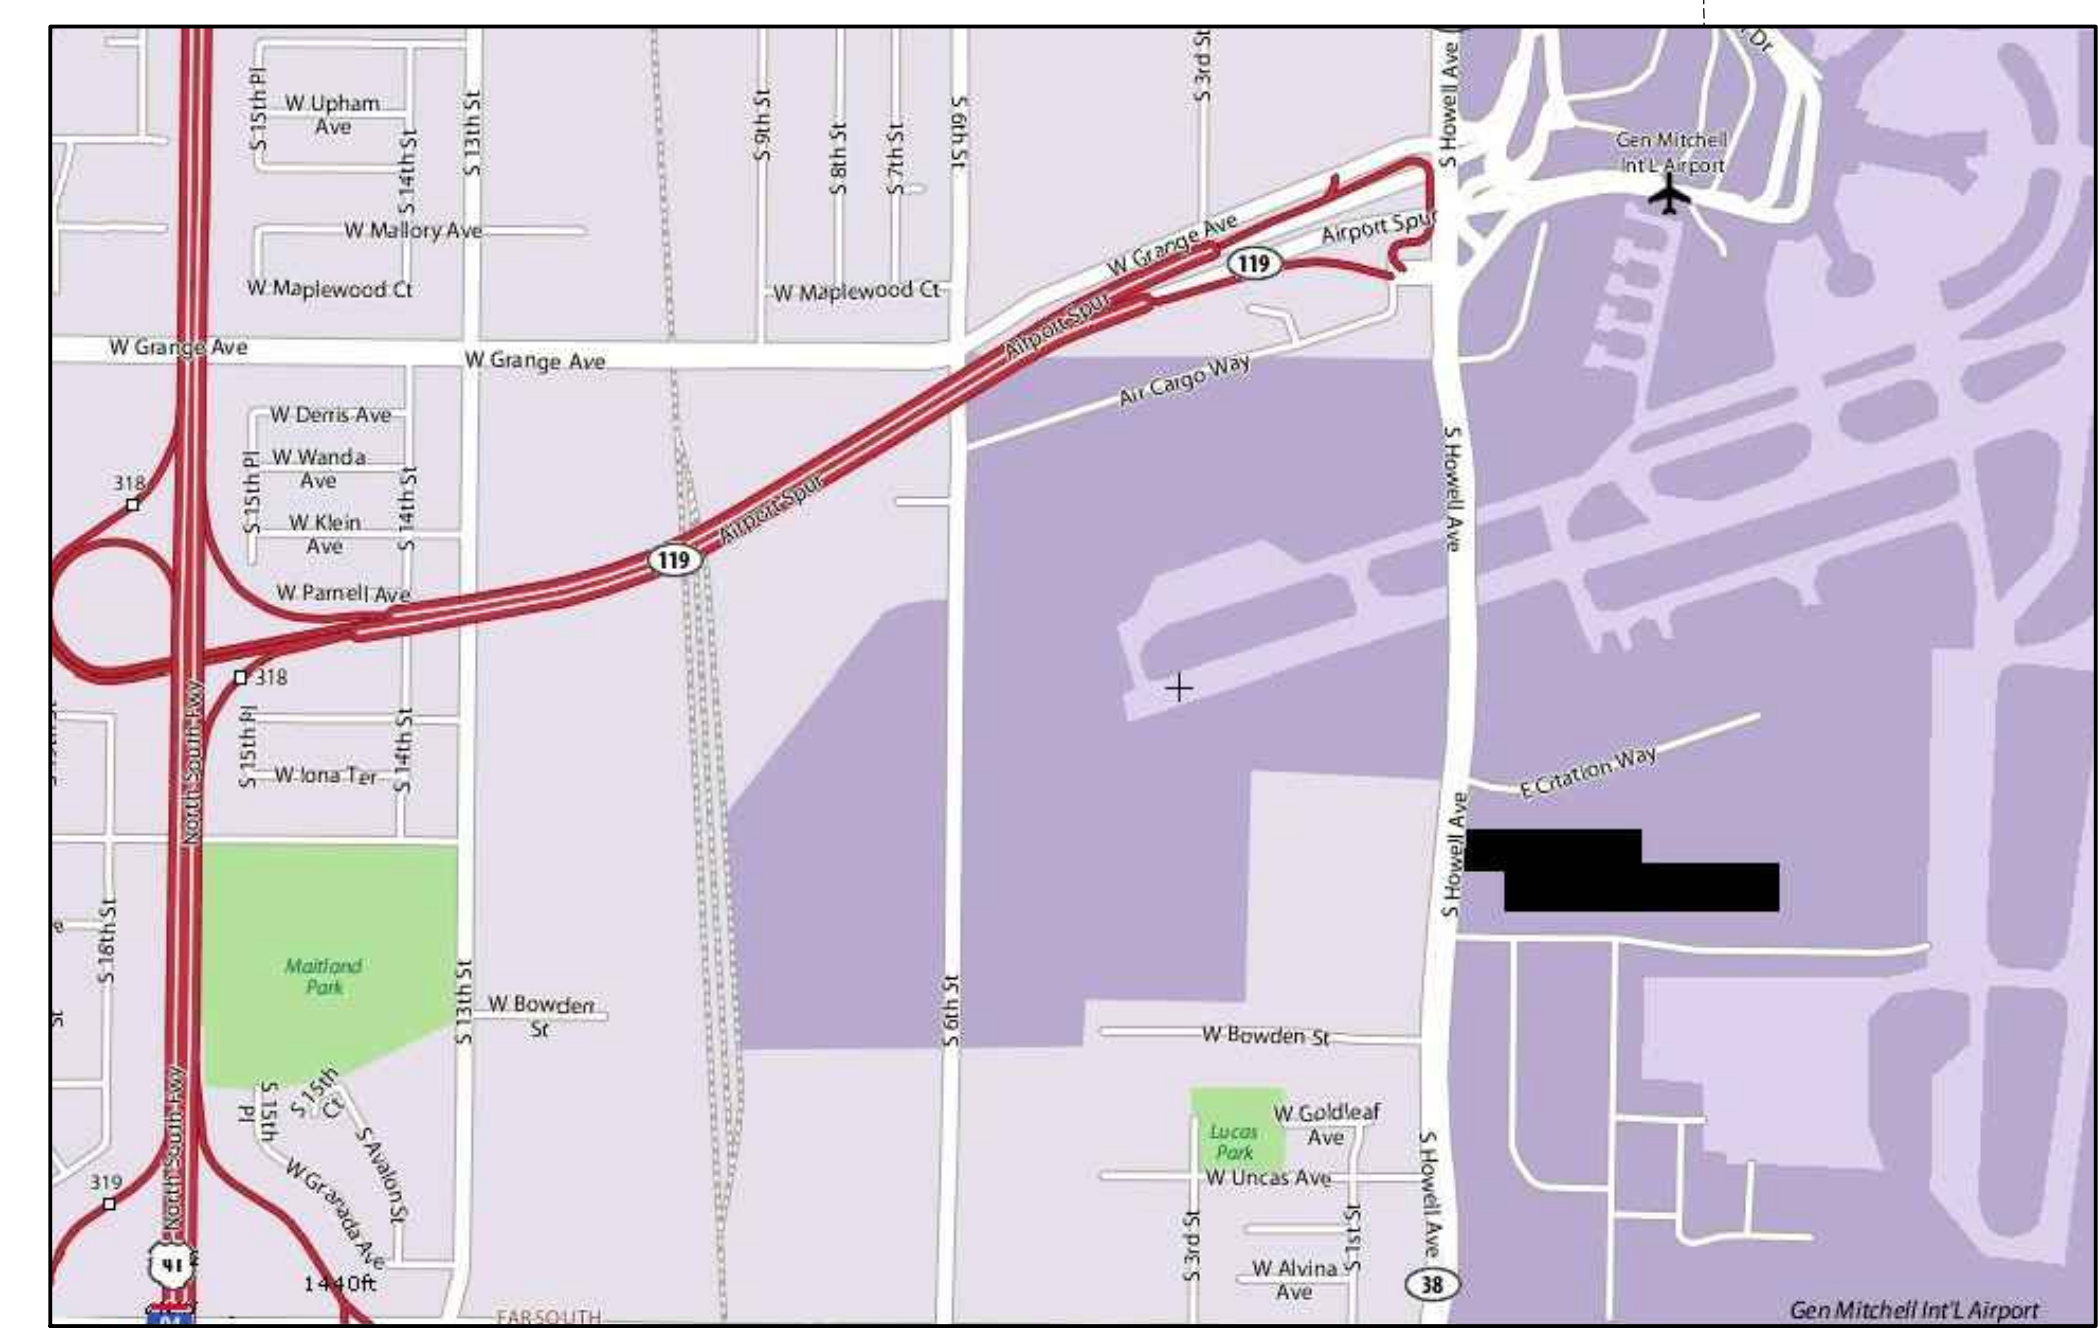 S 15th Pl
W Upham
Ave
S 14th St
S 13th St
S 9th St
S 8th St
S 7th St
S 6th St
S 3rd St
S Howell Ave
Dr
Gen Mitchell
Int'L Airport
W Mallory Ave
W Maplewood Ct
W Maplewood Ct
W Grange Ave
Airport Spur
119
Airport Spur
W Grange Ave
W Grange Ave
Air Cargo Way
W Derris Ave
W Wanda
Ave
S 15th Pl
S 14th St
318
W Klein
Ave
Airport Spur
119
S Howell Ave
W Parnell Ave
318
North South Fwy
S 15th Pl
S 14th St
W Iona Ter
E Citation Way
S Howell Ave
S 16th St
Maitland
Park
S 13th St
W Bowden
St
S 6th St
W Bowden St
St
S 15th
Pl
S 15th
Ct
S Avalon St
W Granada Ave
North South Fwy
319
W Goldleaf
Ave
Lucas
Park
W Uncas Ave
S Howell Ave
S 3rd St
S 1st St
W Alvina
Ave
41
1440ft
38
94
FAR SOUTH
Gen Mitchell Int'L Airport